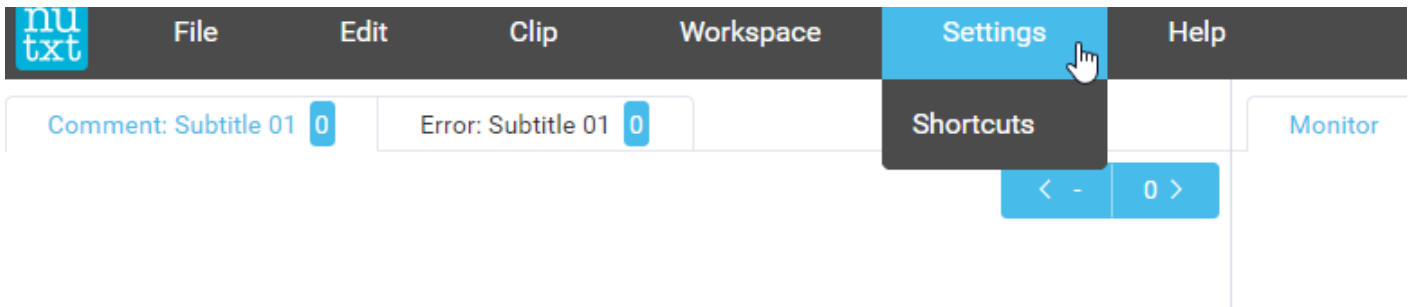 nu
txt
File Edit Clip Workspace Settings Help
Comment: Subtitle 01 0 Error: Subtitle 01 0 Shortcuts Monitor
< - 0 >